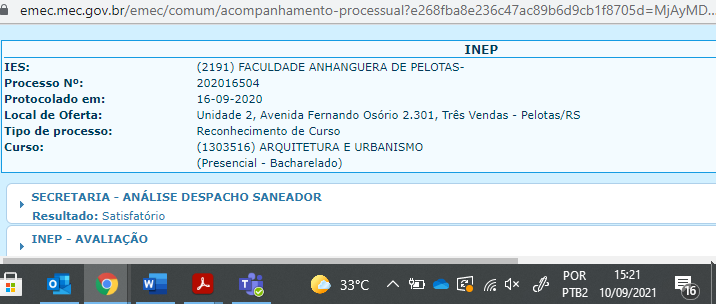 emec.mec.gov.br/emec/comum/acompanhamento-processual?e268fba8e236c47ac89b6d9cb1f8705d=MjAyMD...
INEP
IES: (2191) FACULDADE ANHANGUERA DE PELOTAS-
Processo Nº: 202016504
Protocolado em: 16-09-2020
Local de Oferta: Unidade 2, Avenida Fernando Osório 2.301, Três Vendas - Pelotas/RS
Tipo de processo: Reconhecimento de Curso
Curso: (1303516) ARQUITETURA E URBANISMO
(Presencial - Bacharelado)
SECRETARIA - ANÁLISE DESPACHO SANEADOR
Resultado: Satisfatório
INEP - AVALIAÇÃO
33°C POR 15:21
PTB2 10/09/2021 16